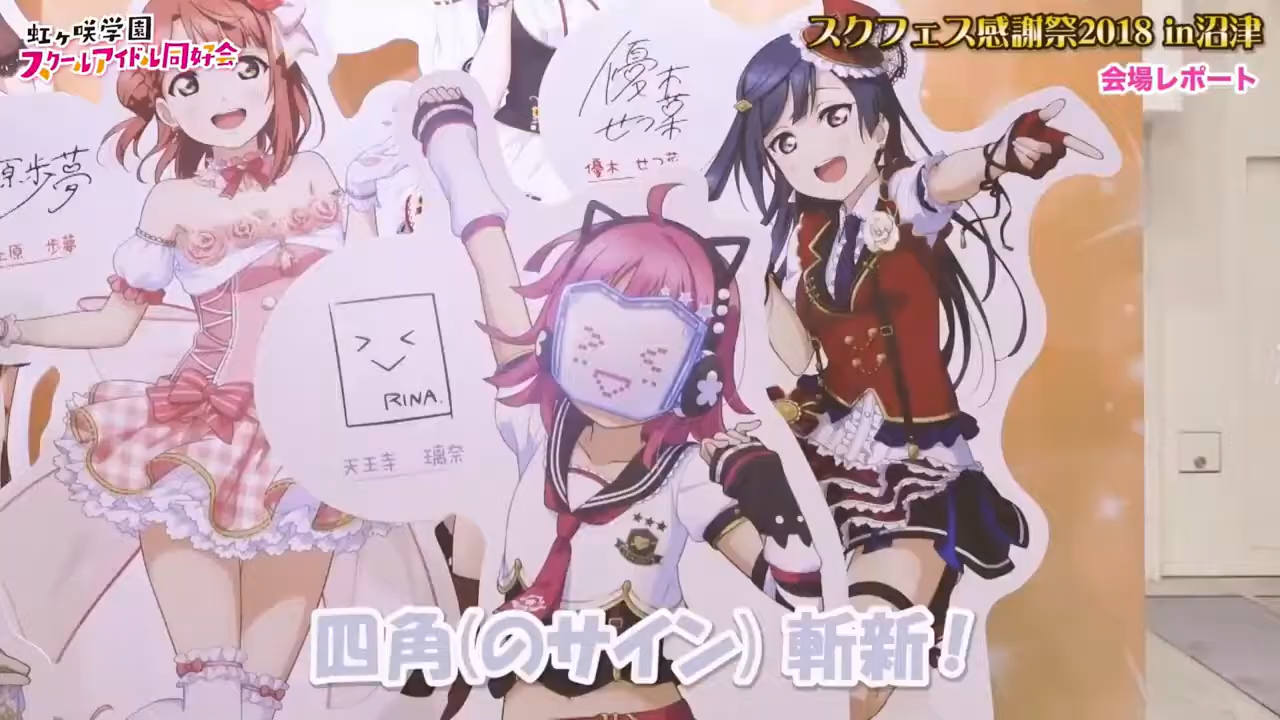 虹ヶ咲学園
スクールアイドル同好会
スクフェス感謝祭2018 in沼津
会場レポート
優木
せつ菜
優木 せつ菜
原歩夢
上原 歩夢
RINA.
天王寺 璃奈
四角(のサイン) 斬新!